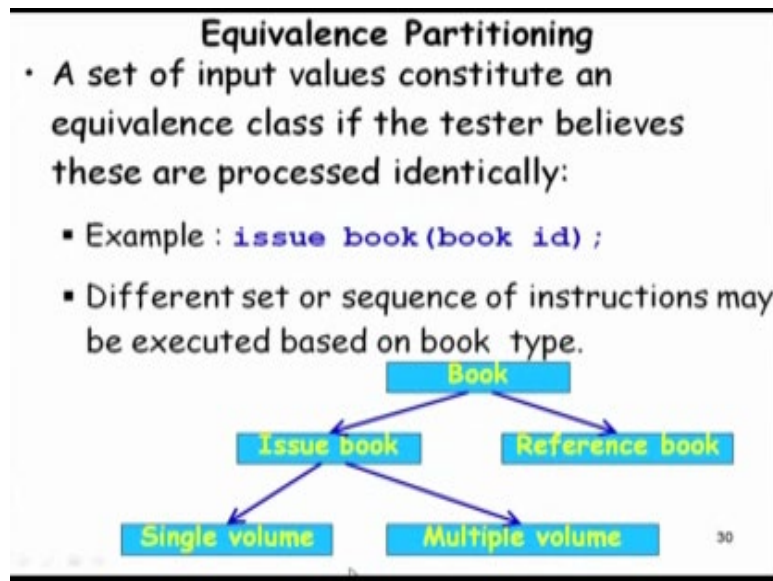 Equivalence Partitioning
• A set of input values constitute an
equivalence class if the tester believes
these are processed identically:
▪ Example : issue book(book id);
▪ Different set or sequence of instructions may
be executed based on book type.
Book
Issue book
Reference book
Single volume
Multiple volume
30